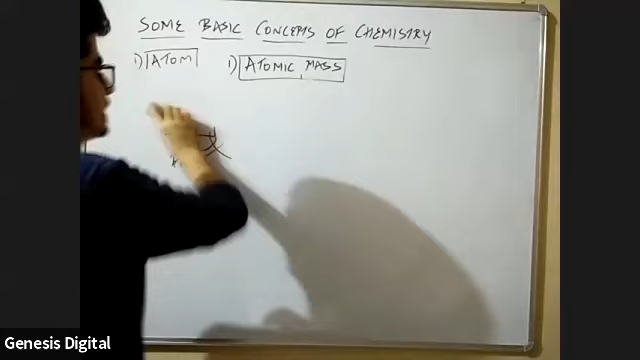 SOME BASIC CONCEPTS OF CHEMISTRY
1) ATOM 1) ATOMIC MASS
Genesis Digital